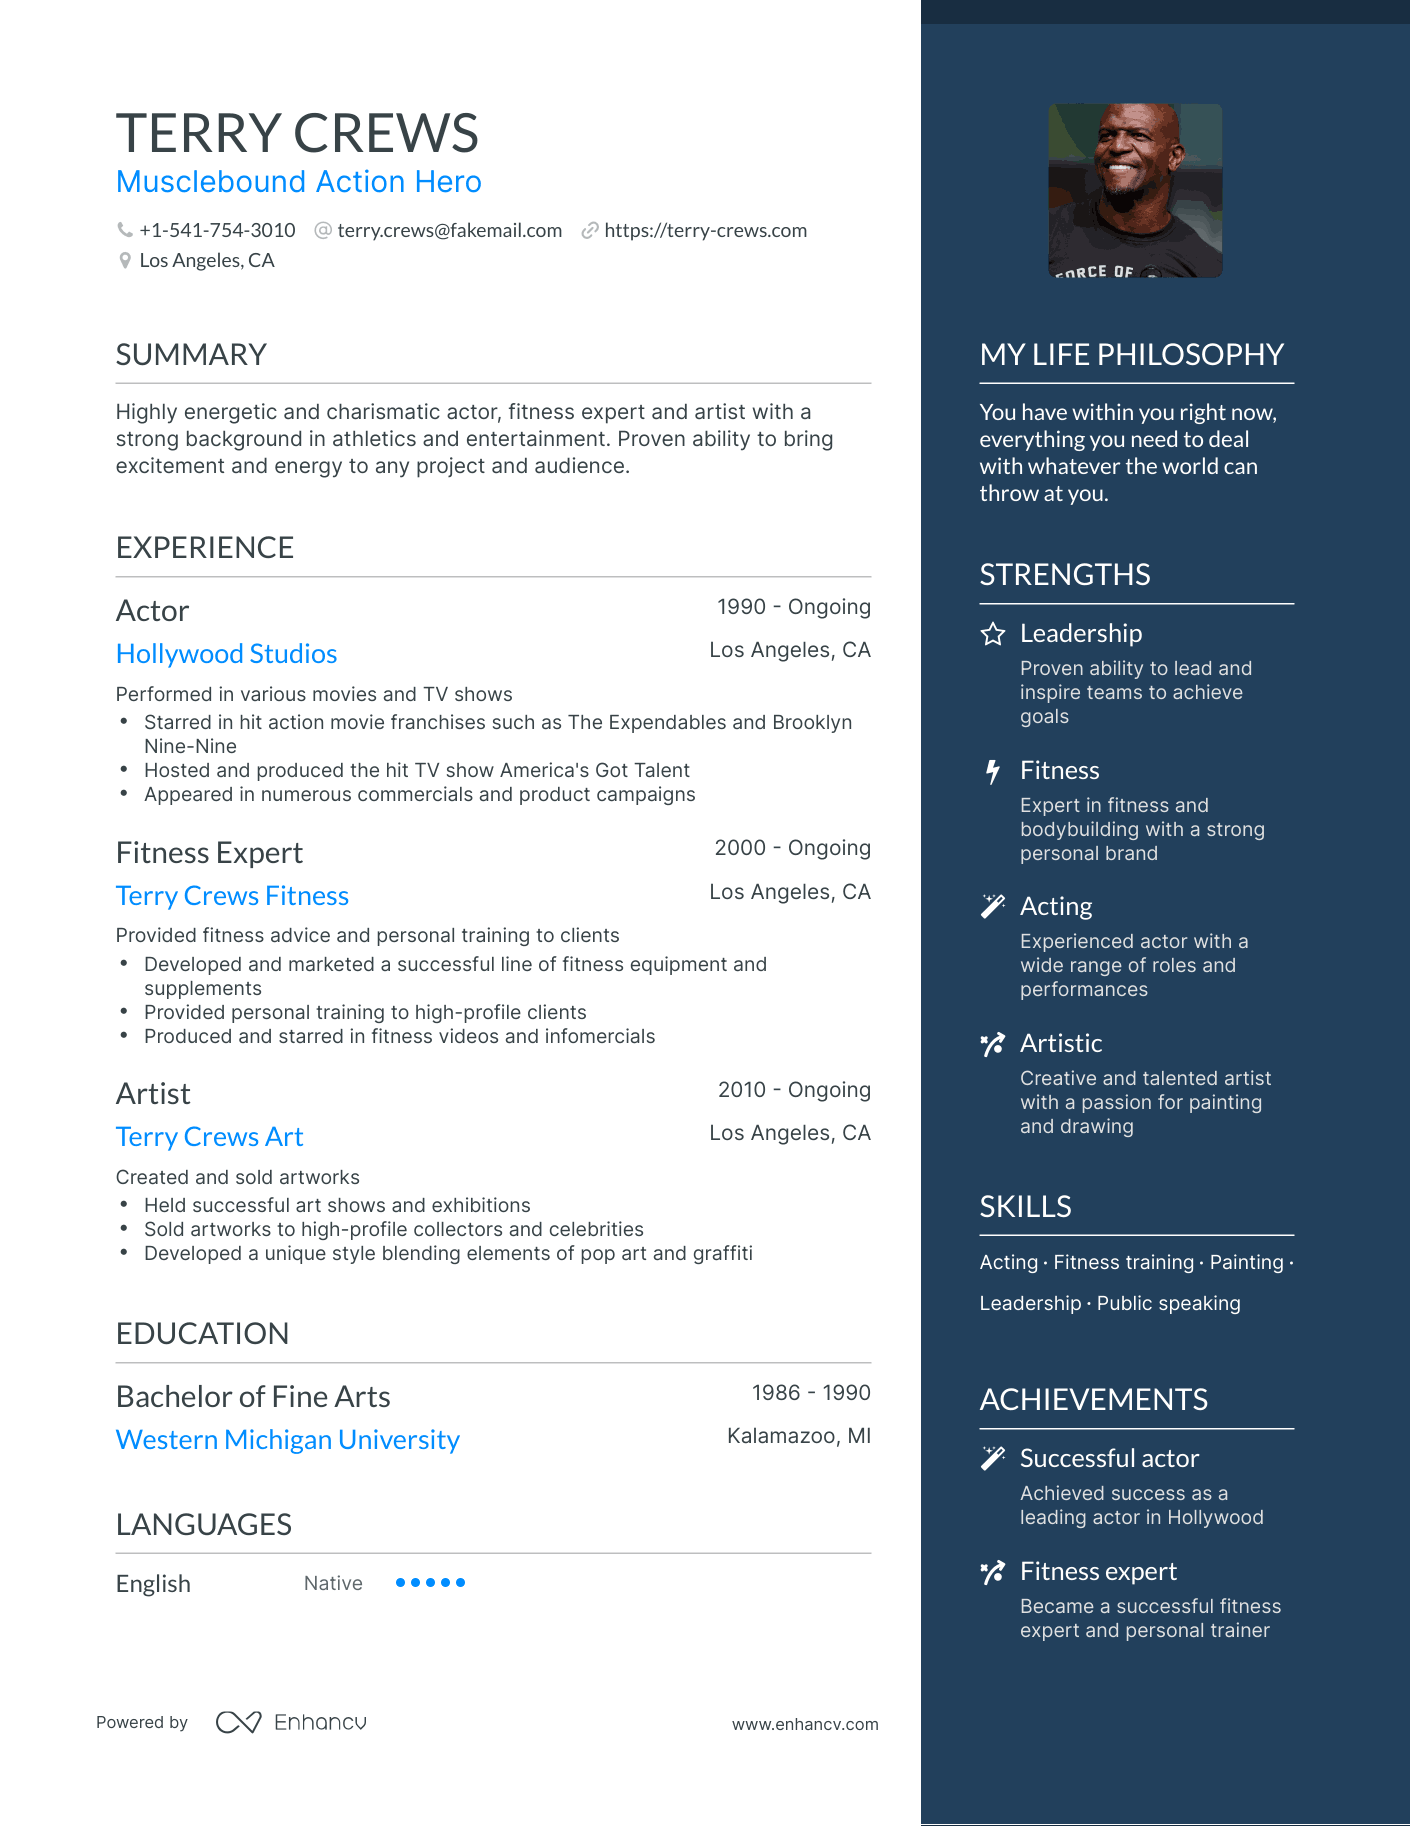 TERRY CREWS
Musclebound Action Hero
+1-541-754-3010 terry.crews@fakemail.com https://terry-crews.com
Los Angeles, CA
SUMMARY
Highly energetic and charismatic actor, fitness expert and artist with a
strong background in athletics and entertainment. Proven ability to bring
excitement and energy to any project and audience.
EXPERIENCE
Actor 1990 - Ongoing
Hollywood Studios Los Angeles, CA
Performed in various movies and TV shows
• Starred in hit action movie franchises such as The Expendables and Brooklyn
Nine-Nine
• Hosted and produced the hit TV show America's Got Talent
• Appeared in numerous commercials and product campaigns
Fitness Expert 2000 - Ongoing
Terry Crews Fitness Los Angeles, CA
Provided fitness advice and personal training to clients
• Developed and marketed a successful line of fitness equipment and
supplements
• Provided personal training to high-profile clients
• Produced and starred in fitness videos and infomercials
Artist 2010 - Ongoing
Terry Crews Art Los Angeles, CA
Created and sold artworks
• Held successful art shows and exhibitions
• Sold artworks to high-profile collectors and celebrities
• Developed a unique style blending elements of pop art and graffiti
EDUCATION
Bachelor of Fine Arts 1986 - 1990
Western Michigan University Kalamazoo, MI
LANGUAGES
English Native
Powered by Enhancv www.enhancv.com
FORCE OF
MY LIFE PHILOSOPHY
You have within you right now,
everything you need to deal
with whatever the world can
throw at you.
STRENGTHS
Leadership
Proven ability to lead and
inspire teams to achieve
goals
Fitness
Expert in fitness and
bodybuilding with a strong
personal brand
Acting
Experienced actor with a
wide range of roles and
performances
Artistic
Creative and talented artist
with a passion for painting
and drawing
SKILLS
Acting · Fitness training · Painting ·
Leadership · Public speaking
ACHIEVEMENTS
Successful actor
Achieved success as a
leading actor in Hollywood
Fitness expert
Became a successful fitness
expert and personal trainer